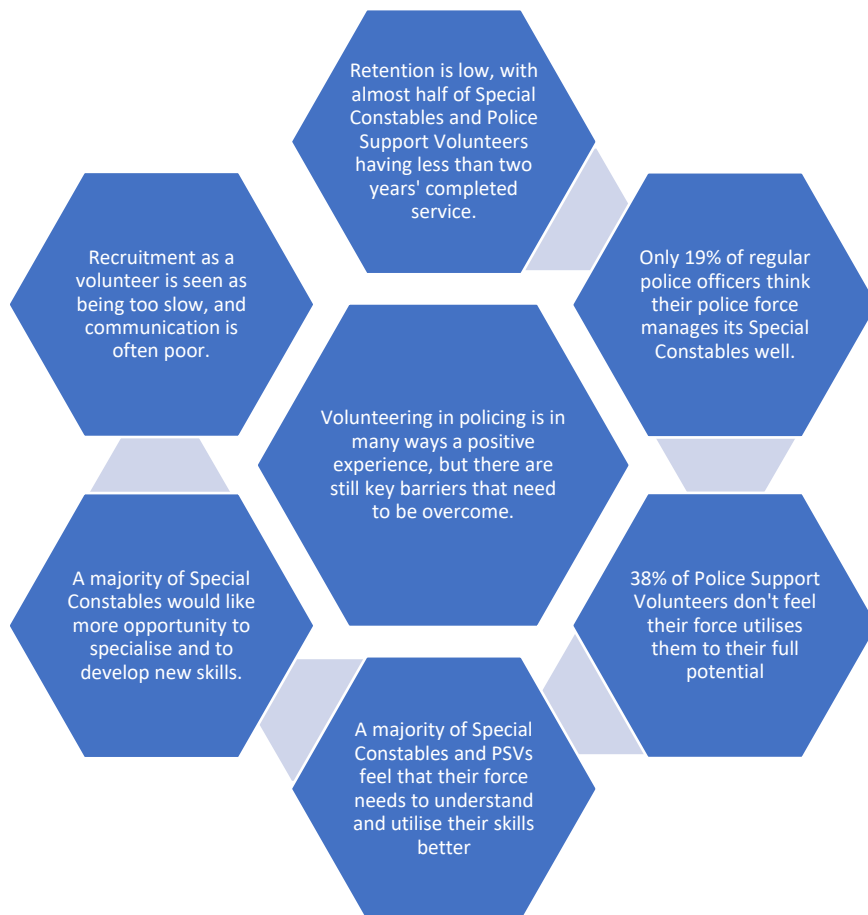 Retention is low, with
almost half of Special
Constables and Police
Support Volunteers
having less than two
years' completed
service.
Only 19% of regular
police officers think
their police force
manages its Special
Constables well.
38% of Police Support
Volunteers don't feel
their force utilises
them to their full
potential
A majority of Special
Constables and PSVs
feel that their force
needs to understand
and utilise their skills
better
A majority of Special
Constables would like
more opportunity to
specialise and to
develop new skills.
Recruitment as a
volunteer is seen as
being too slow, and
communication is
often poor.
Volunteering in policing is in
many ways a positive
experience, but there are
still key barriers that need
to be overcome.